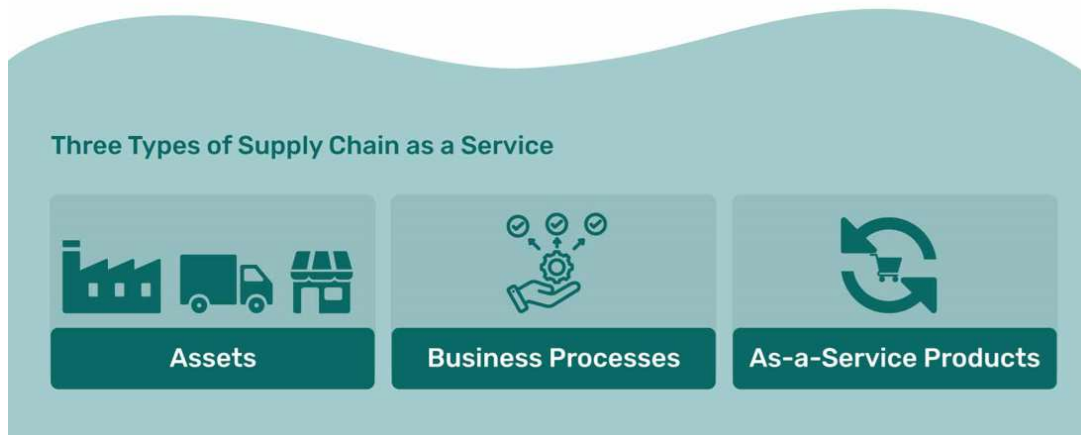 Three Types of Supply Chain as a Service
Assets
Business Processes
As-a-Service Products